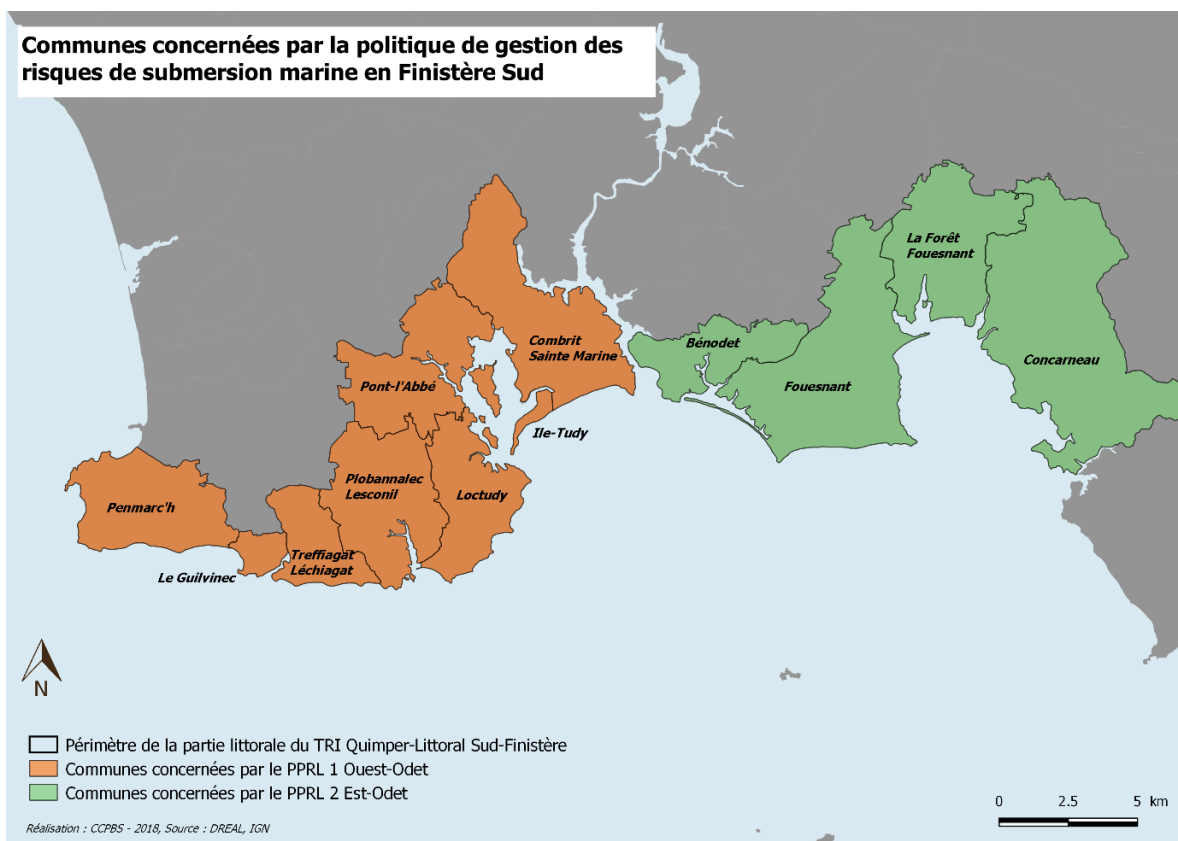 Communes concernées par la politique de gestion des
risques de submersion marine en Finistère Sud
La Forêt
Fouesnant
Combrit
Sainte Marine
Bénodet
Concarneau
Pont-l'Abbé
Fouesnant
Ile-Tudy
Plobannalec
Lesconil
Loctudy
Penmarc'h
Treffiagat
Léchiagat
Le Guilvinec
N
Périmètre de la partie littorale du TRI Quimper-Littoral Sud-Finistère
Communes concernées par le PPRL 1 Ouest-Odet
Communes concernées par le PPRL 2 Est-Odet
0 2.5 5 km
Réalisation : CCPBS - 2018, Source : DREAL, IGN